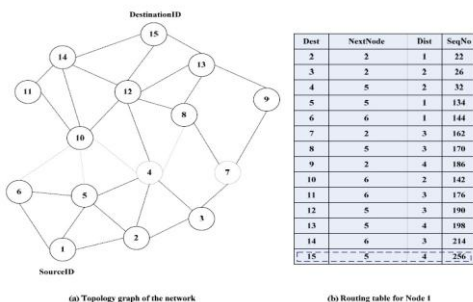 DestinationID
15
14
13
12
11
9
8
10
4
7
6
5
3
2
1
SourceID
(a) Topology graph of the network
Dest NextNode Dist SeqNo
2 2 1 22
3 2 2 26
4 5 2 32
5 5 1 134
6 6 1 144
7 2 3 162
8 5 3 170
9 2 4 186
10 6 2 142
11 6 3 176
12 5 3 190
13 5 4 198
14 6 3 214
15 5 4 256
(b) Routing table for Node 1